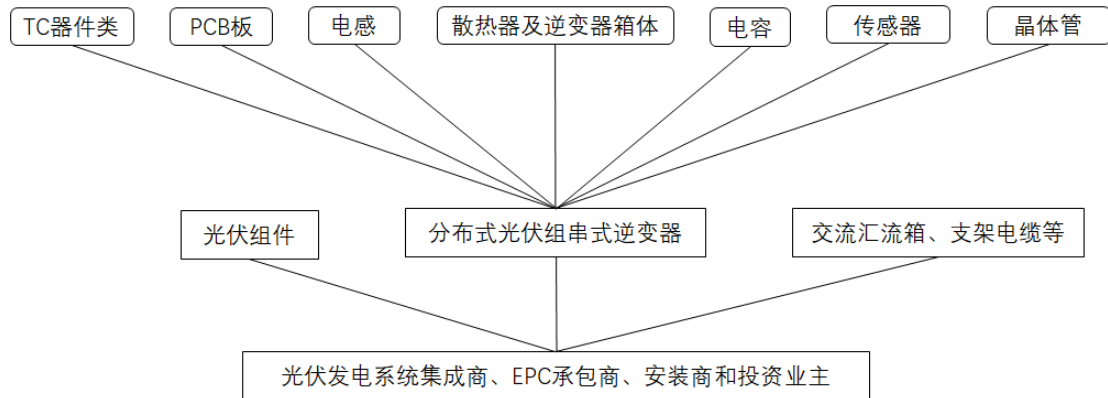 TC器件类
PCB板
电感
散热器及逆变器箱体
电容
传感器
晶体管
光伏组件
分布式光伏组串式逆变器
交流汇流箱、支架电缆等
光伏发电系统集成商、EPC承包商、安装商和投资业主